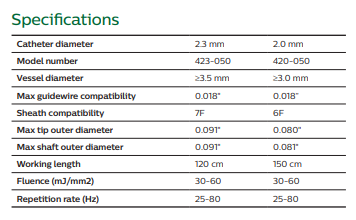 Specifications
Catheter diameter 2.3 mm 2.0 mm
Model number 423-050 420-050
Vessel diameter ≥3.5 mm ≥3.0 mm
Max guidewire compatibility 0.018" 0.018"
Sheath compatibility 7F 6F
Max tip outer diameter 0.091" 0.080"
Max shaft outer diameter 0.091" 0.081"
Working length 120 cm 150 cm
Fluence (mJ/mm2) 30-60 30-60
Repetition rate (Hz) 25-80 25-80